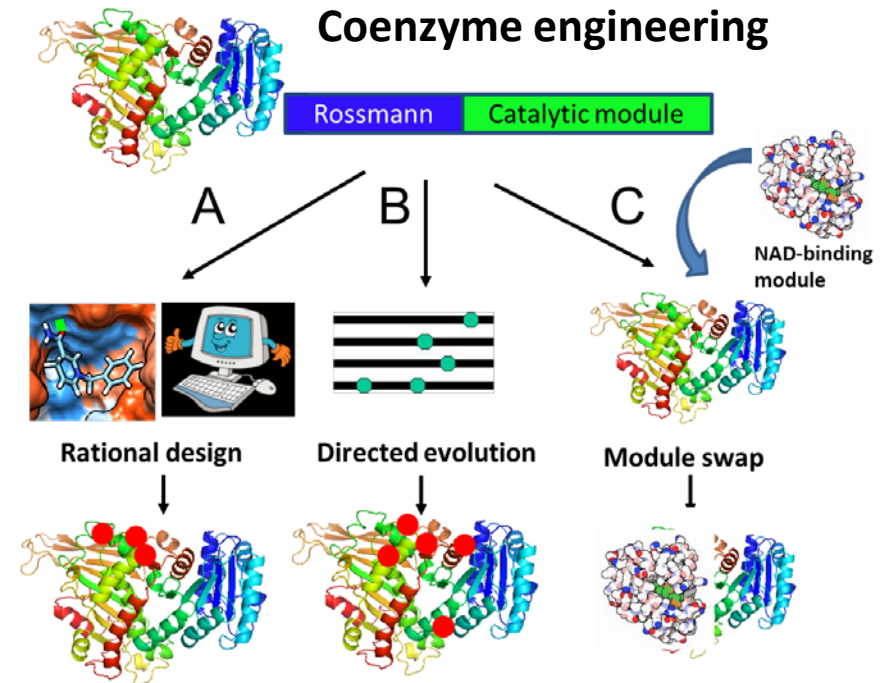 Coenzyme engineering
Rossmann Catalytic module
A B C
NAD-binding
module
Rational design Directed evolution Module swap